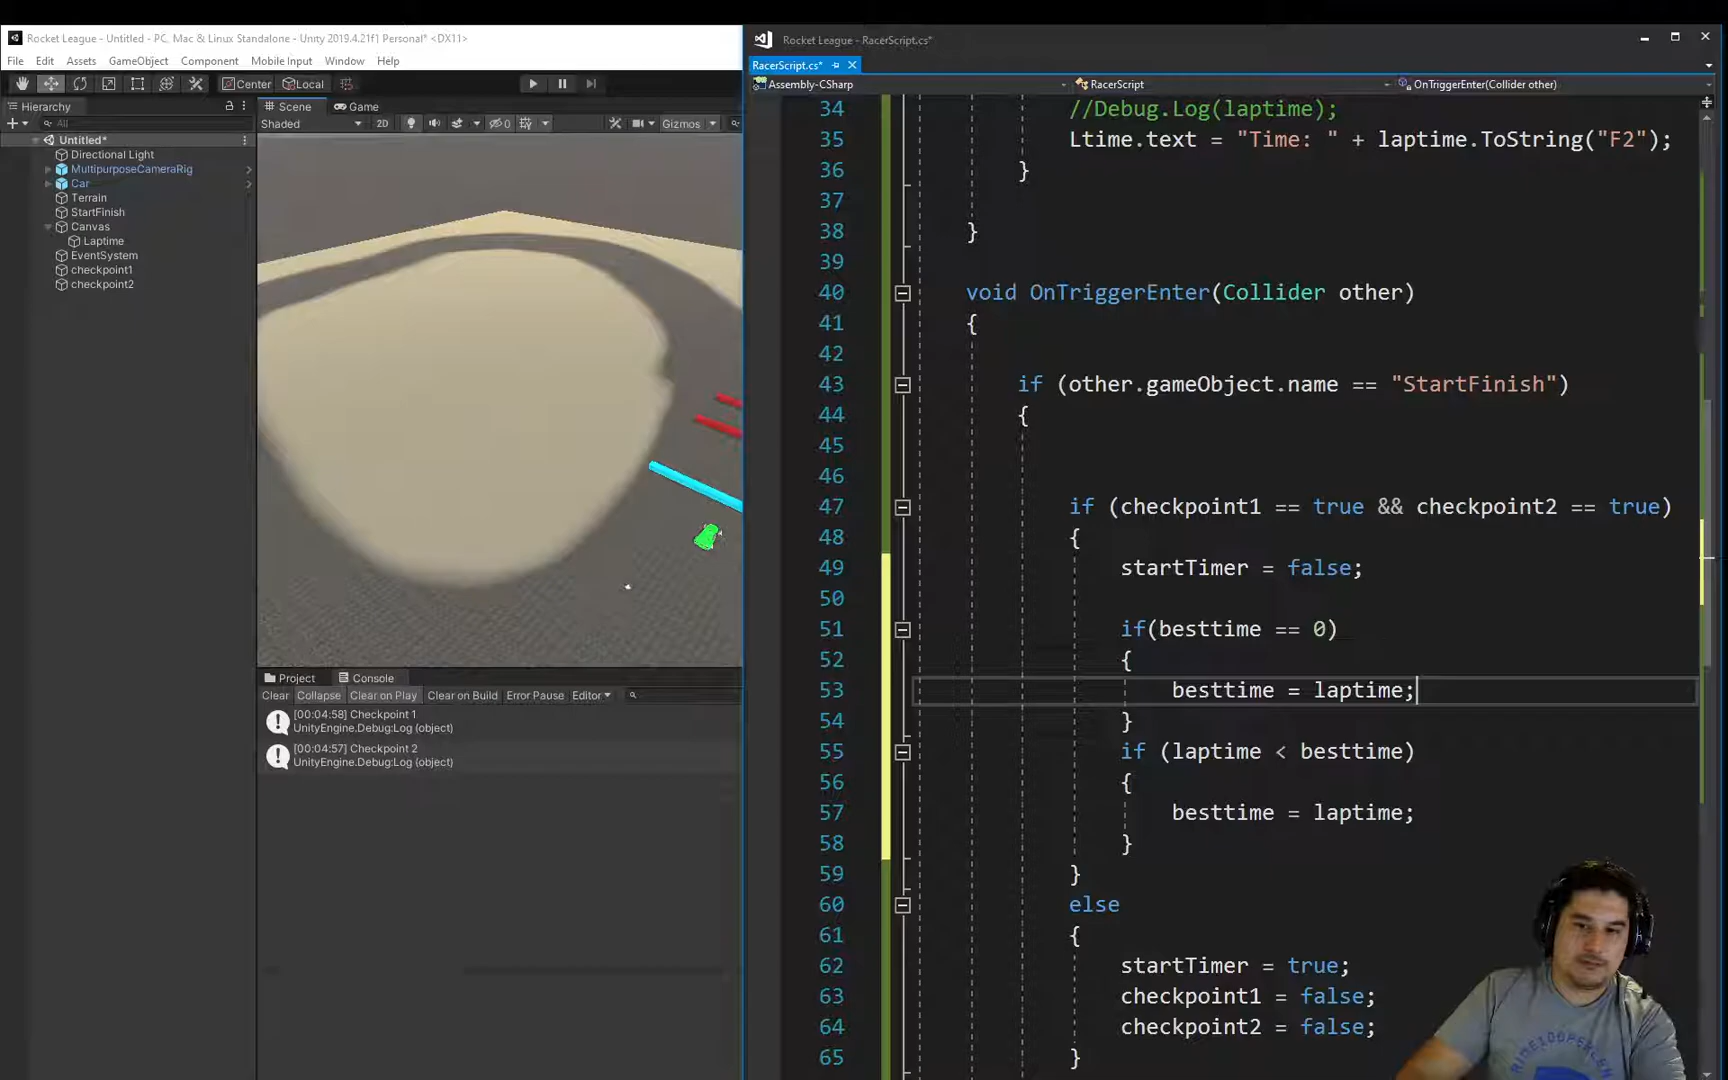 Rocket League - Untitled - PC, Mac & Linux Standalone - Unity 2019.4.21f1 Personal* <DX11>
File Edit Assets GameObject Component Mobile Input Window Help
Center Local
Hierarchy
All
Untitled*
Directional Light
MultipurposeCameraRig
Car
Terrain
StartFinish
Canvas
Laptime
EventSystem
checkpoint1
checkpoint2
Scene Game
Shaded 2D Gizmos
Project Console
Clear Collapse Clear on Play Clear on Build Error Pause Editor
[00:04:58] Checkpoint 1
UnityEngine.Debug:Log (object)
[00:04:57] Checkpoint 2
UnityEngine.Debug:Log (object)
Rocket League - RacerScript.cs*
RacerScript.cs*
Assembly-CSharp RacerScript OnTriggerEnter(Collider other)
34 //Debug.Log(laptime);
35 Ltime.text = "Time: " + laptime.ToString("F2");
36 }
37
38 }
39
40 void OnTriggerEnter(Collider other)
41 {
42
43 if (other.gameObject.name == "StartFinish")
44 {
45
46
47 if (checkpoint1 == true && checkpoint2 == true)
48 {
49 startTimer = false;
50
51 if(besttime == 0)
52 {
53 besttime = laptime;
54 }
55 if (laptime < besttime)
56 {
57 besttime = laptime;
58 }
59 }
60 else
61 {
62 startTimer = true;
63 checkpoint1 = false;
64 checkpoint2 = false;
65 }